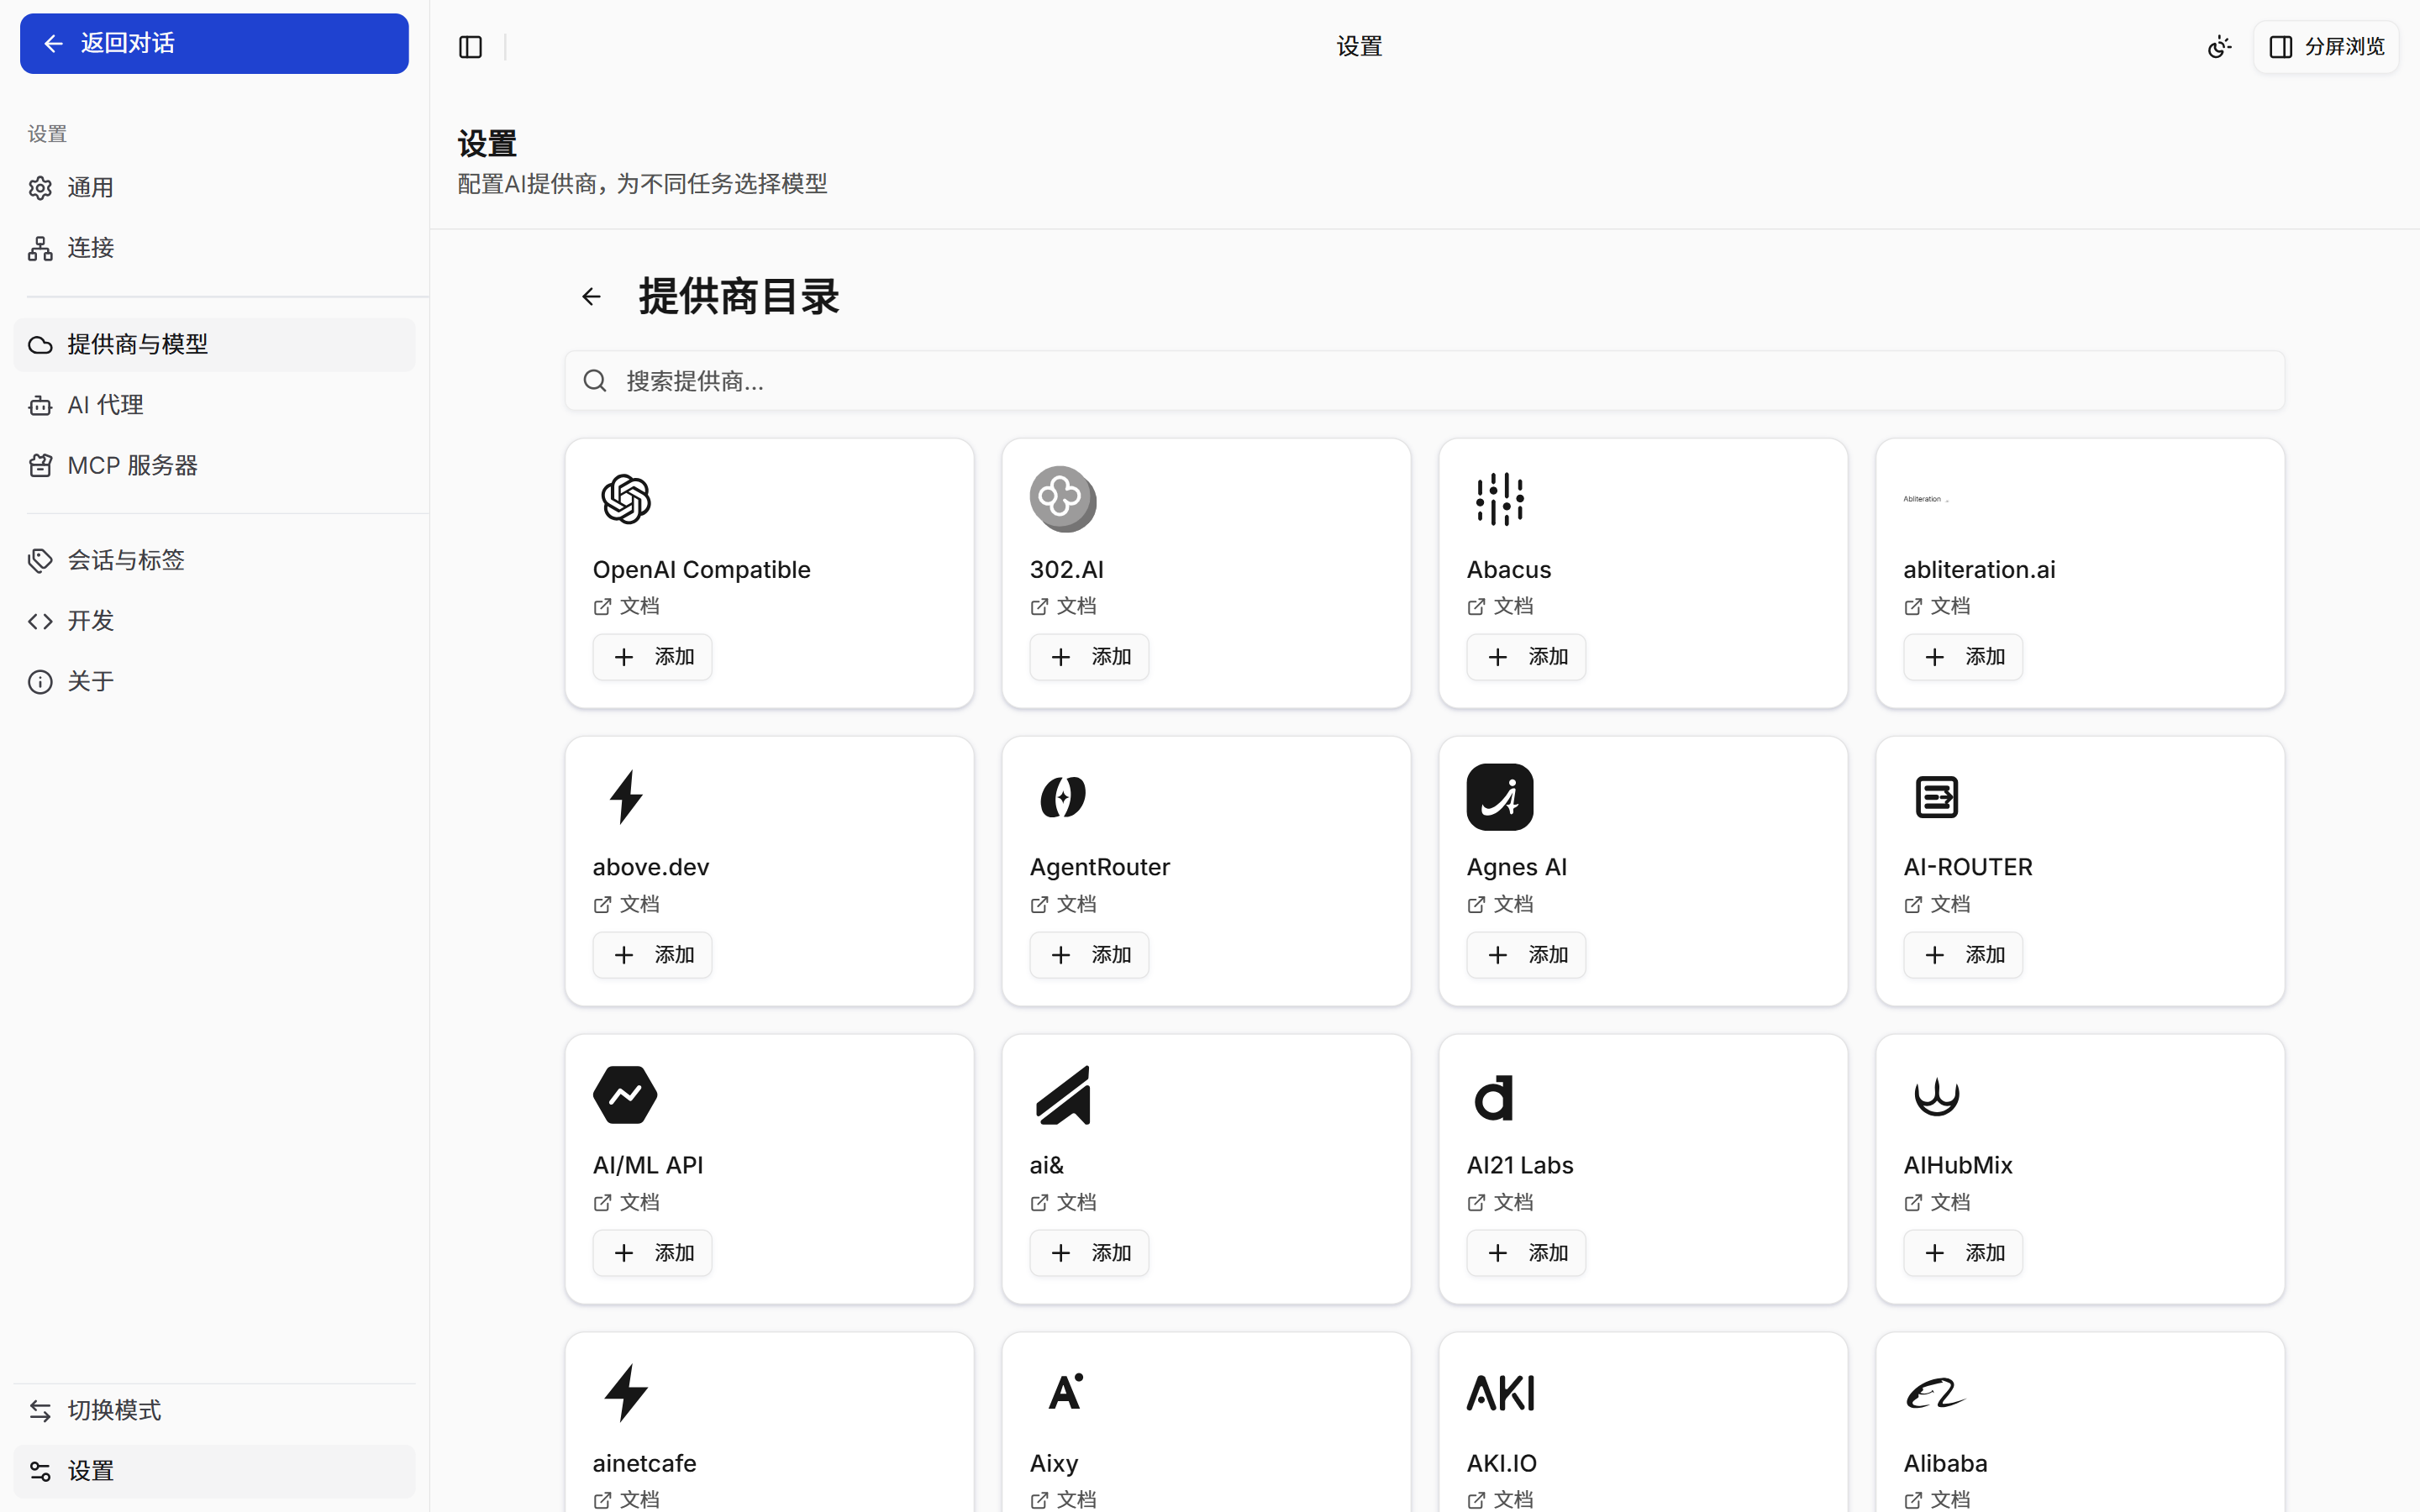 返回对话
设置
通用
连接
提供商与模型
AI 代理
MCP 服务器
会话与标签
开发
关于
切换模式
设置
设置
分屏浏览
设置
配置AI提供商，为不同任务选择模型
提供商目录
搜索提供商...
OpenAI Compatible
文档
添加
302.AI
文档
添加
Abacus
文档
添加
Abliteration
abliteration.ai
文档
添加
above.dev
文档
添加
AgentRouter
文档
添加
Agnes AI
文档
添加
AI-ROUTER
文档
添加
AI/ML API
文档
添加
ai&
文档
添加
AI21 Labs
文档
添加
AIHubMix
文档
添加
ainetcafe
文档
Aixy
文档
AKI
AKI.IO
文档
Alibaba
文档